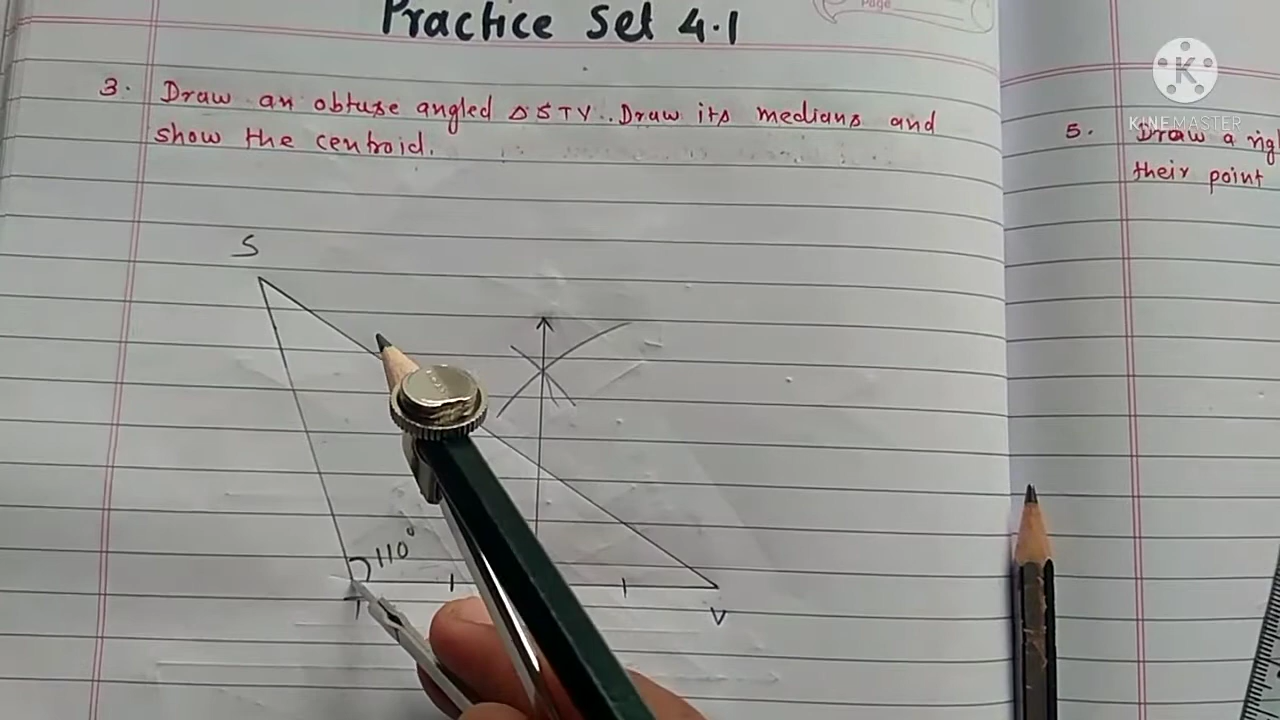 Page
Practice Set 4.1
3. Draw an obtuse angled △STV. Draw its medians and
show the centroid.
K
KINEMASTER
5. Draw a rig
their point
S
110°
T
V